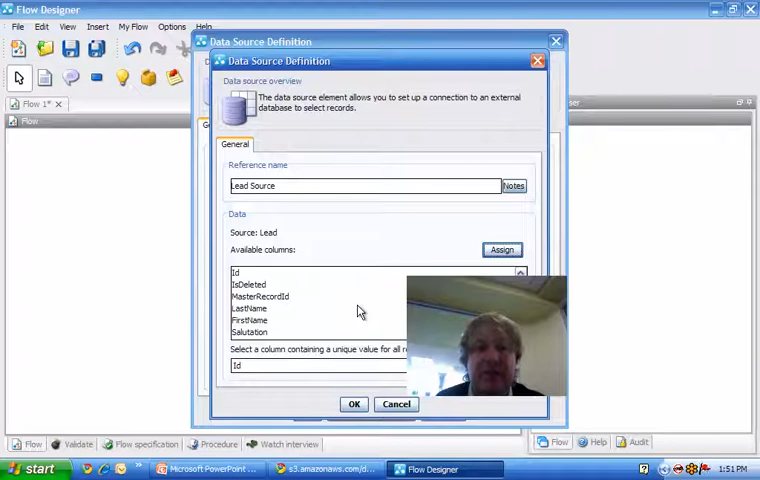 Flow Designer
File Edit View Insert My Flow Options Help
Flow 1*
Flow
Data Source Definition
Data Source Definition
Data source overview
The data source element allows you to set up a connection to an external
database to select records.
General
Reference name
Lead Source
Notes
Data
Source: Lead
Available columns:
Assign
Id
IsDeleted
MasterRecordId
LastName
FirstName
Salutation
Select a column containing a unique value for all
Id
OK
Cancel
Flow Validate Flow specification Procedure Watch interview
Flow Help Audit
start
Microsoft PowerPoint ...
s3.amazonaws.com/d...
Flow Designer
1:51 PM